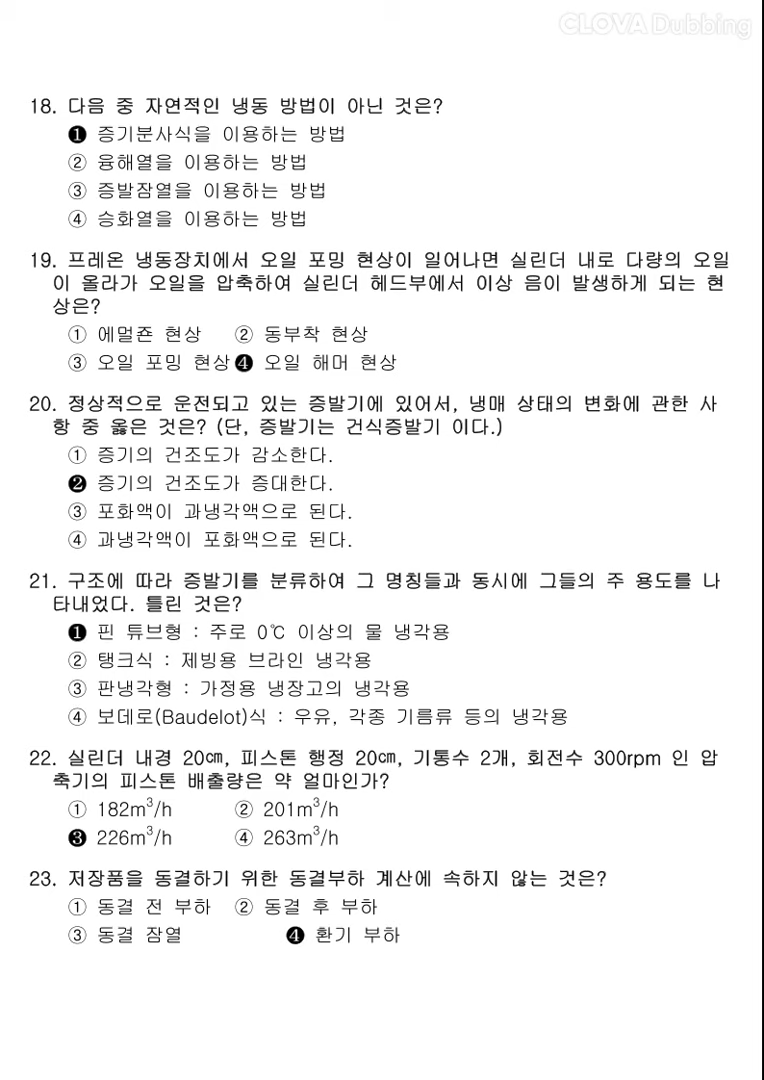 CLOVA Dubbing
18. 다음 중 자연적인 냉동 방법이 아닌 것은?
❶ 증기분사식을 이용하는 방법
② 융해열을 이용하는 방법
③ 증발잠열을 이용하는 방법
④ 승화열을 이용하는 방법
19. 프레온 냉동장치에서 오일 포밍 현상이 일어나면 실린더 내로 다량의 오일
이 올라가 오일을 압축하여 실린더 헤드부에서 이상 음이 발생하게 되는 현
상은?
① 에멀죤 현상 ② 동부착 현상
③ 오일 포밍 현상 ❹ 오일 해머 현상
20. 정상적으로 운전되고 있는 증발기에 있어서, 냉매 상태의 변화에 관한 사
항 중 옳은 것은? (단, 증발기는 건식증발기 이다.)
① 증기의 건조도가 감소한다.
❷ 증기의 건조도가 증대한다.
③ 포화액이 과냉각액으로 된다.
④ 과냉각액이 포화액으로 된다.
21. 구조에 따라 증발기를 분류하여 그 명칭들과 동시에 그들의 주 용도를 나
타내었다. 틀린 것은?
❶ 핀 튜브형 : 주로 0℃ 이상의 물 냉각용
② 탱크식 : 제빙용 브라인 냉각용
③ 판냉각형 : 가정용 냉장고의 냉각용
④ 보데로(Baudelot)식 : 우유, 각종 기름류 등의 냉각용
22. 실린더 내경 20㎝, 피스톤 행정 20㎝, 기통수 2개, 회전수 300rpm 인 압
축기의 피스톤 배출량은 약 얼마인가?
① 182m³/h ② 201m³/h
❸ 226m³/h ④ 263m³/h
23. 저장품을 동결하기 위한 동결부하 계산에 속하지 않는 것은?
① 동결 전 부하 ② 동결 후 부하
③ 동결 잠열 ❹ 환기 부하